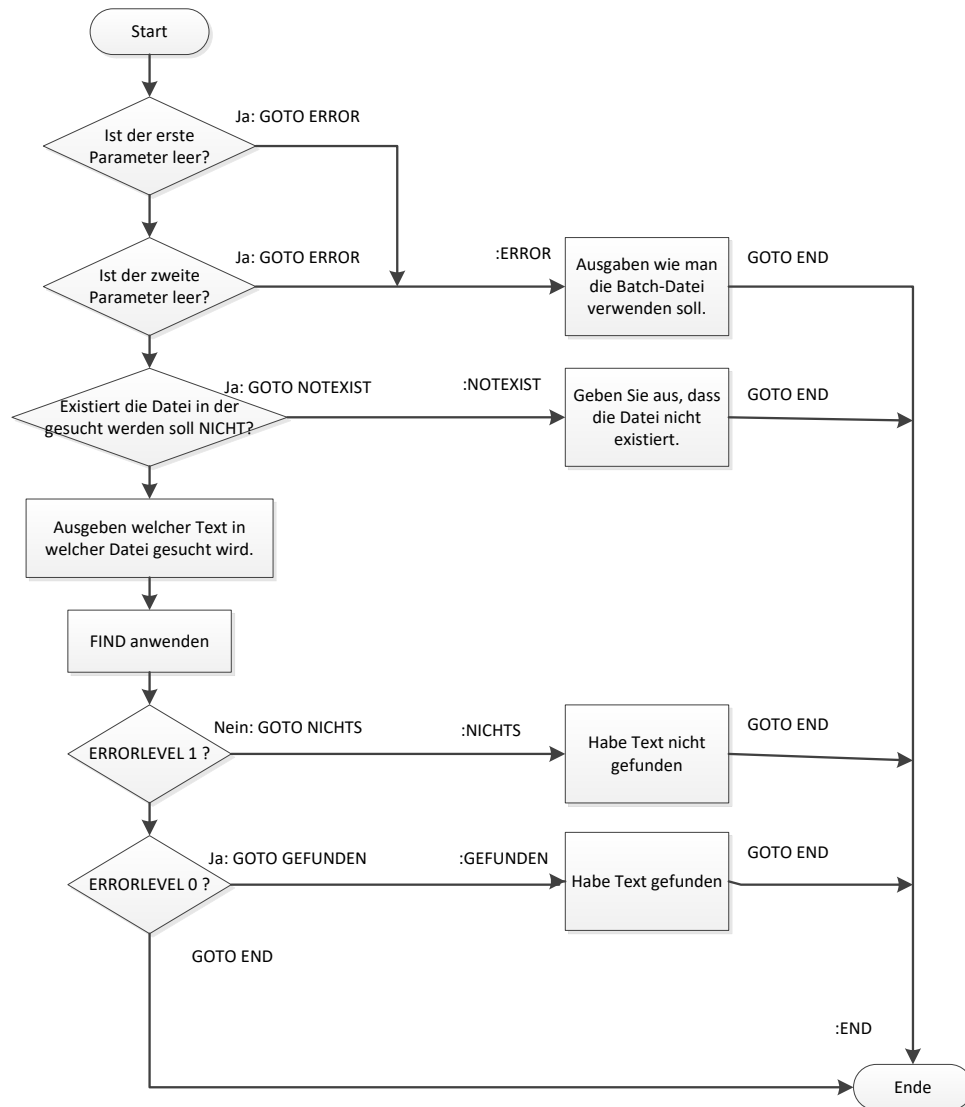 Start
Ja: GOTO ERROR
Ist der erste
Parameter leer?
Ja: GOTO ERROR
Ist der zweite
Parameter leer?
:ERROR
Ausgaben wie man
die Batch-Datei
verwenden soll.
GOTO END
Ja: GOTO NOTEXIST
Existiert die Datei in der
gesucht werden soll NICHT?
:NOTEXIST
Geben Sie aus, dass
die Datei nicht
existiert.
GOTO END
Ausgeben welcher Text in
welcher Datei gesucht wird.
FIND anwenden
ERRORLEVEL 1 ?
Nein: GOTO NICHTS
:NICHTS
Habe Text nicht
gefunden
GOTO END
ERRORLEVEL 0 ?
Ja: GOTO GEFUNDEN
:GEFUNDEN
Habe Text gefunden
GOTO END
GOTO END
:END
Ende